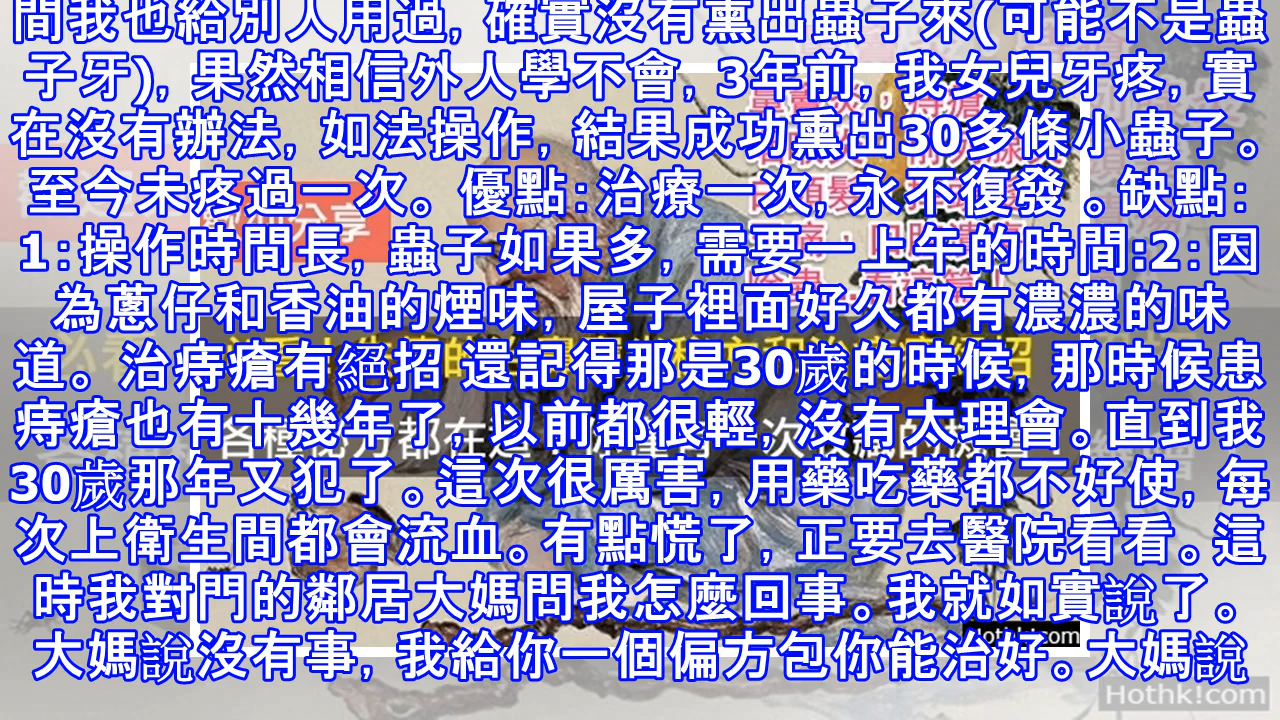 間我也給別人用過, 確實沒有熏出蟲子來(可能不是蟲
子牙), 果然相信外人學不會, 3年前, 我女兒牙疼, 實
在沒有辦法, 如法操作, 結果成功熏出30多條小蟲子。
至今未疼過一次。優點:治療一次, 永不復發 。缺點:
1:操作時間長, 蟲子如果多, 需要一上午的時間:2:因
為蔥仔和香油的煙味, 屋子裡面好久都有濃濃的味
道。治痔瘡有絕招 還記得那是30歲的時候, 那時候患
痔瘡也有十幾年了, 以前都很輕, 沒有太理會。直到我
30歲那年又犯了。這次很厲害, 用藥吃藥都不好使, 每
次上衛生間都會流血。有點慌了, 正要去醫院看看。這
時我對門的鄰居大媽問我怎麼回事。我就如實說了。
大媽說沒有事, 我給你一個偏方包你能治好。大媽說
分享
Hothk.com
Hothk.com